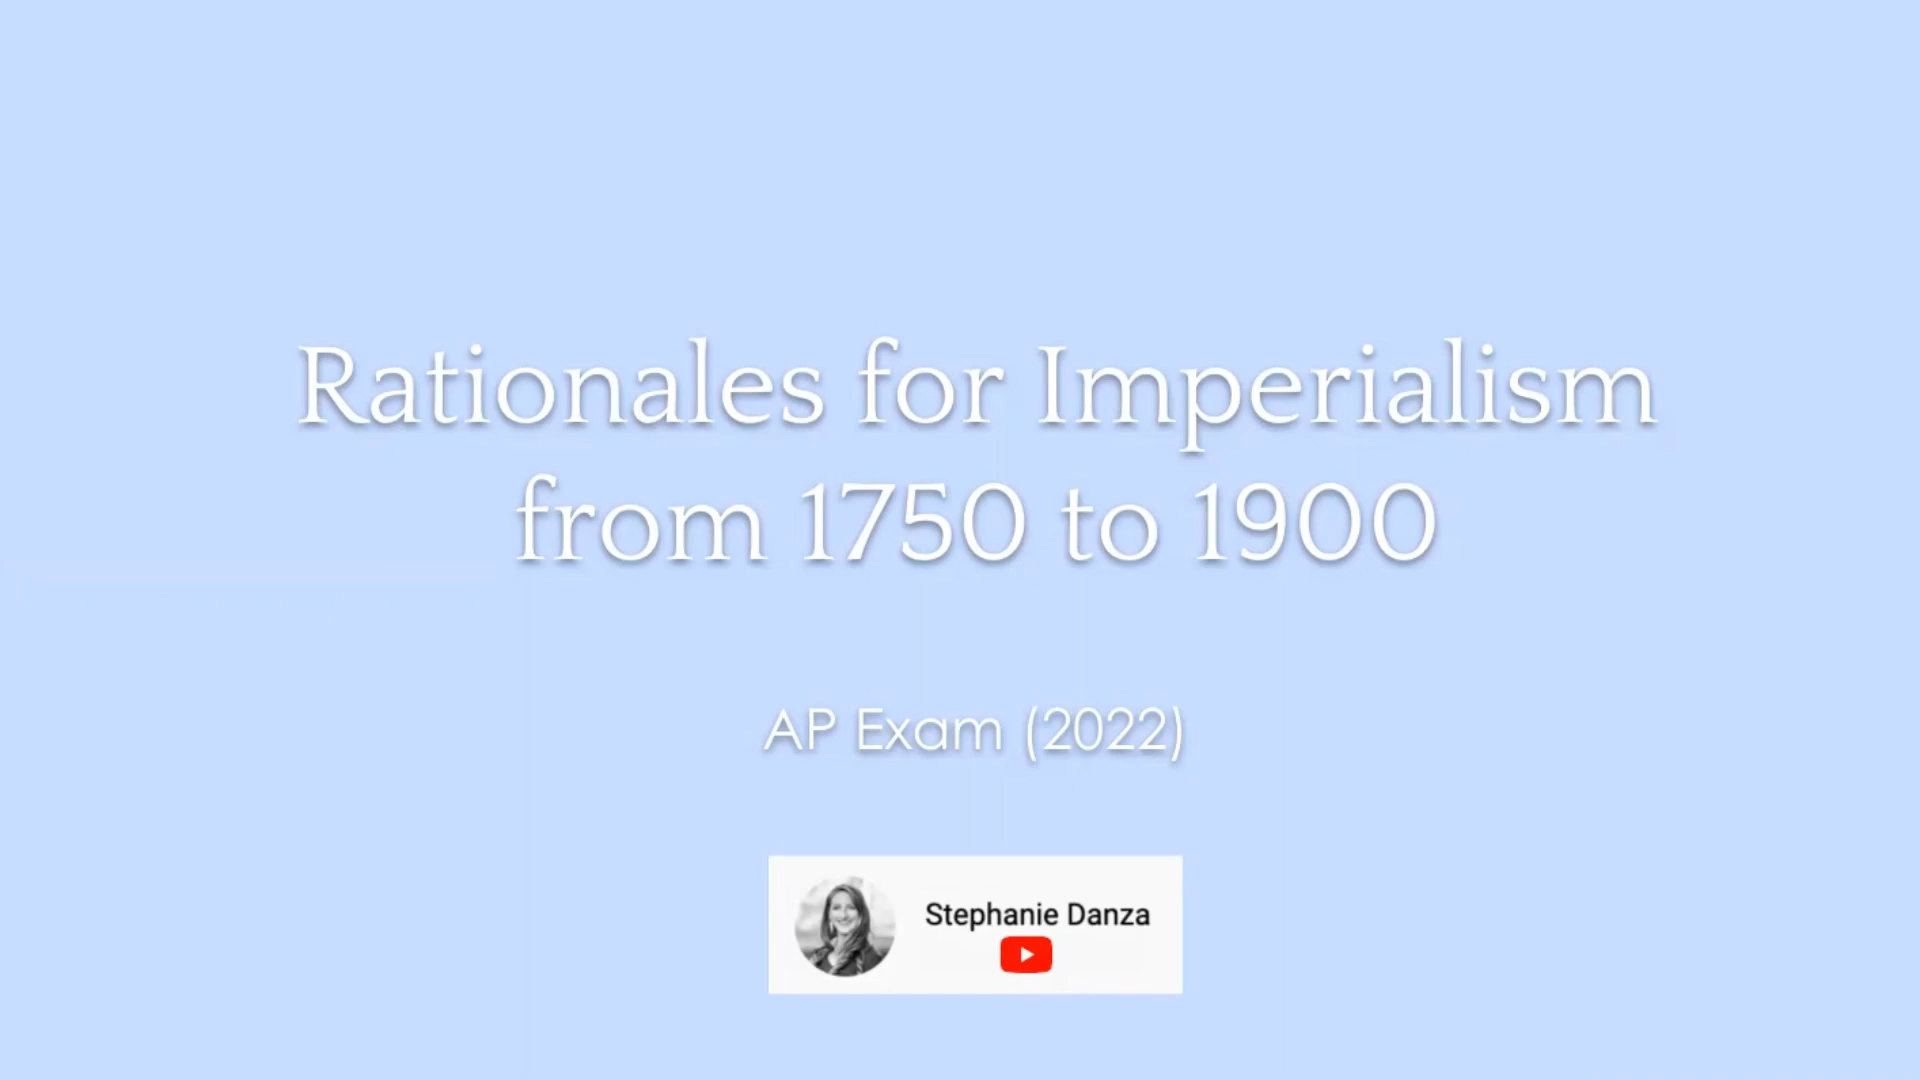 Rationales for Imperialism
from 1750 to 1900
AP Exam (2022)
Stephanie Danza